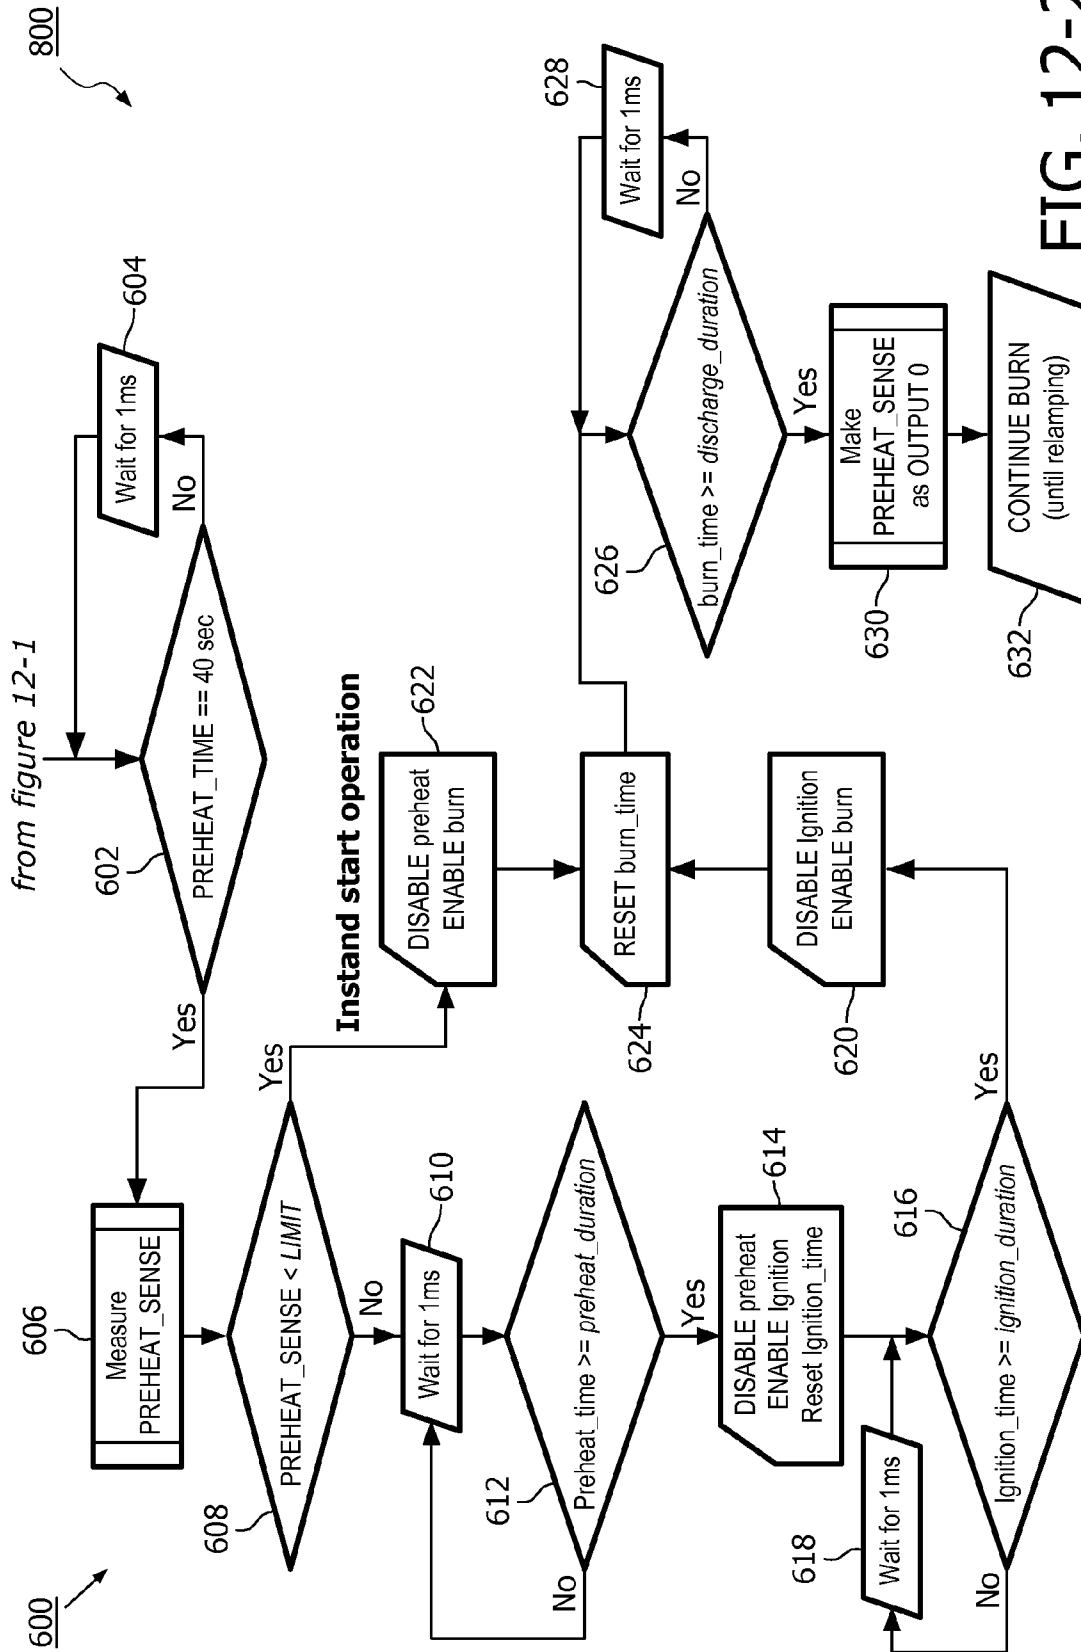 600
800
from figure 12-1
602
PREHEAT_TIME == 40 sec
Yes
No
604
Wait for 1ms
606
Measure
PREHEAT_SENSE
608
PREHEAT_SENSE < LIMIT
Yes
No
610
Wait for 1ms
612
Preheat_time >= preheat_duration
No
Yes
614
DISABLE preheat
ENABLE Ignition
Reset Ignition_time
616
Ignition_time >= ignition_duration
No
Yes
618
Wait for 1ms
Instand start operation
622
DISABLE preheat
ENABLE burn
624
RESET burn_time
620
DISABLE Ignition
ENABLE burn
626
burn_time >= discharge_duration
No
Yes
628
Wait for 1ms
630
Make
PREHEAT_SENSE
as OUTPUT 0
632
CONTINUE BURN
(until relamping)
FIG. 12-2